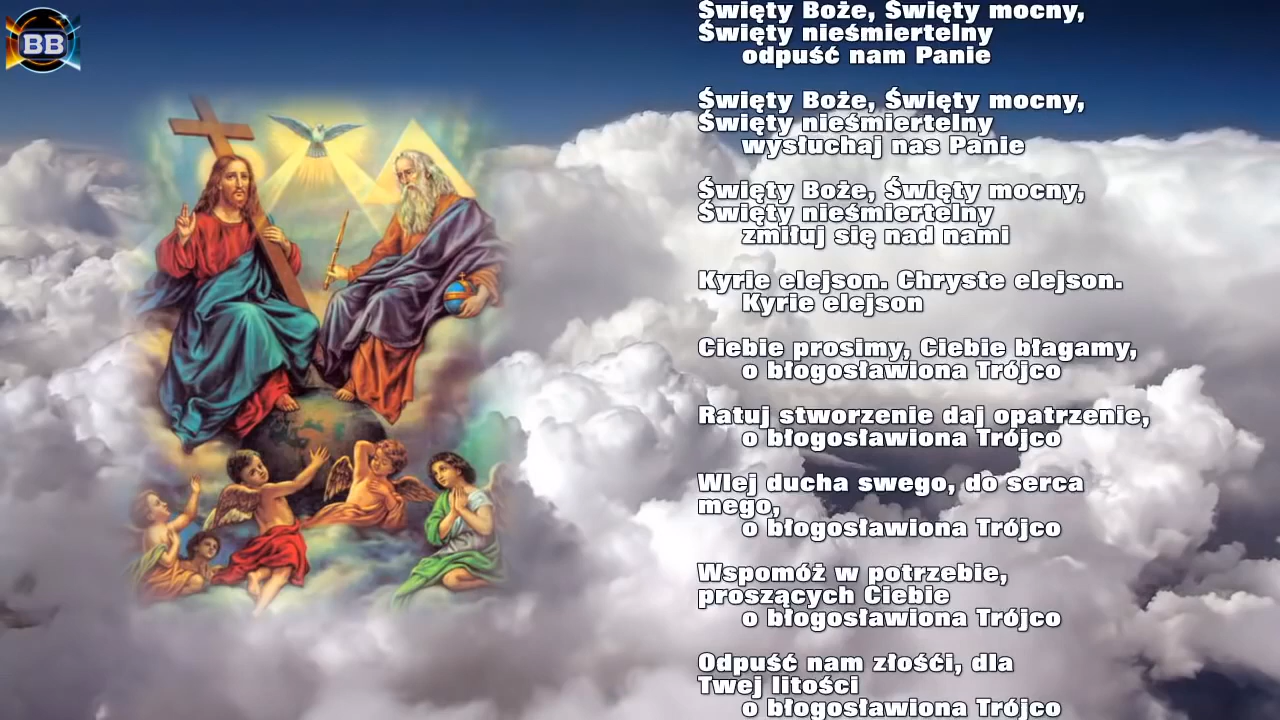 BB
Święty Boże, Święty mocny,
Święty nieśmiertelny
odpuść nam Panie
Święty Boże, Święty mocny,
Święty nieśmiertelny
wysłuchaj nas Panie
Święty Boże, Święty mocny,
Święty nieśmiertelny
zmiłuj się nad nami
Kyrie elejson. Chryste elejson.
Kyrie elejson
Ciebie prosimy, Ciebie błagamy,
o błogosławiona Trójco
Ratuj stworzenie daj opatrzenie,
o błogosławiona Trójco
Wlej ducha swego, do serca
mego,
o błogosławiona Trójco
Wspomóż w potrzebie,
proszących Ciebie
o błogosławiona Trójco
Odpuść nam złośći, dla
Twej litości
o błogosławiona Trójco